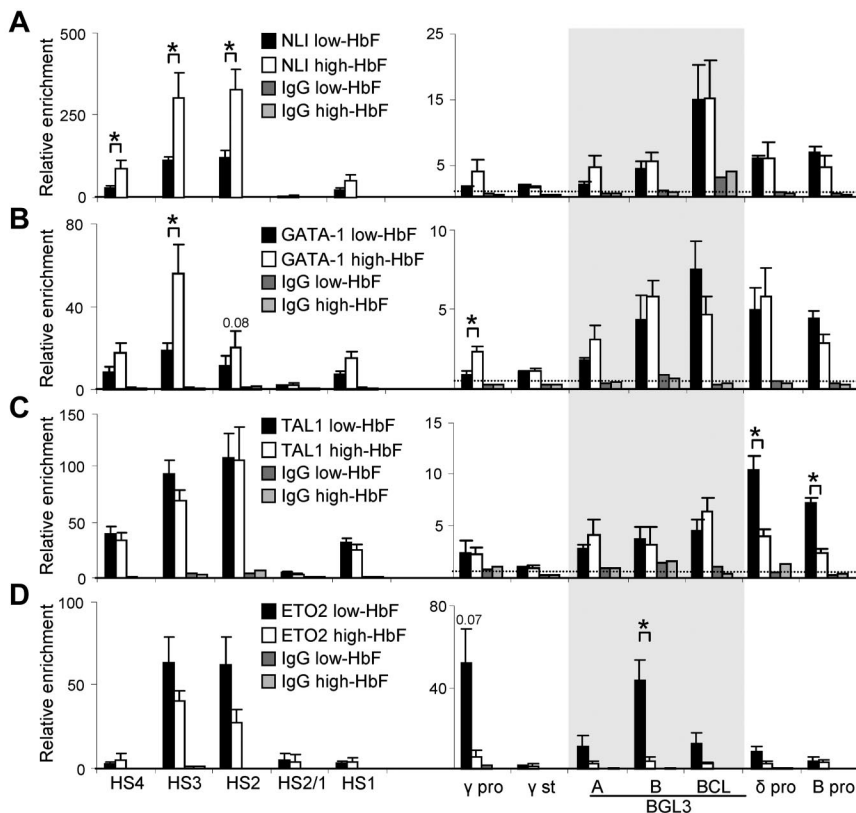 A
Relative enrichment
500
250
0
*
*
*
NLI low-HbF
NLI high-HbF
IgG low-HbF
IgG high-HbF
25
15
5
B
Relative enrichment
80
60
40
20
0
*
0.08
GATA-1 low-HbF
GATA-1 high-HbF
IgG low-HbF
IgG high-HbF
10
5
*
C
Relative enrichment
150
100
50
0
TAL1 low-HbF
TAL1 high-HbF
IgG low-HbF
IgG high-HbF
15
10
5
*
*
D
Relative enrichment
100
50
0
ETO2 low-HbF
ETO2 high-HbF
IgG low-HbF
IgG high-HbF
80
40
0.07
*
HS4 HS3 HS2 HS2/1 HS1
γ pro γ st A B BCL δ pro B pro
BGL3